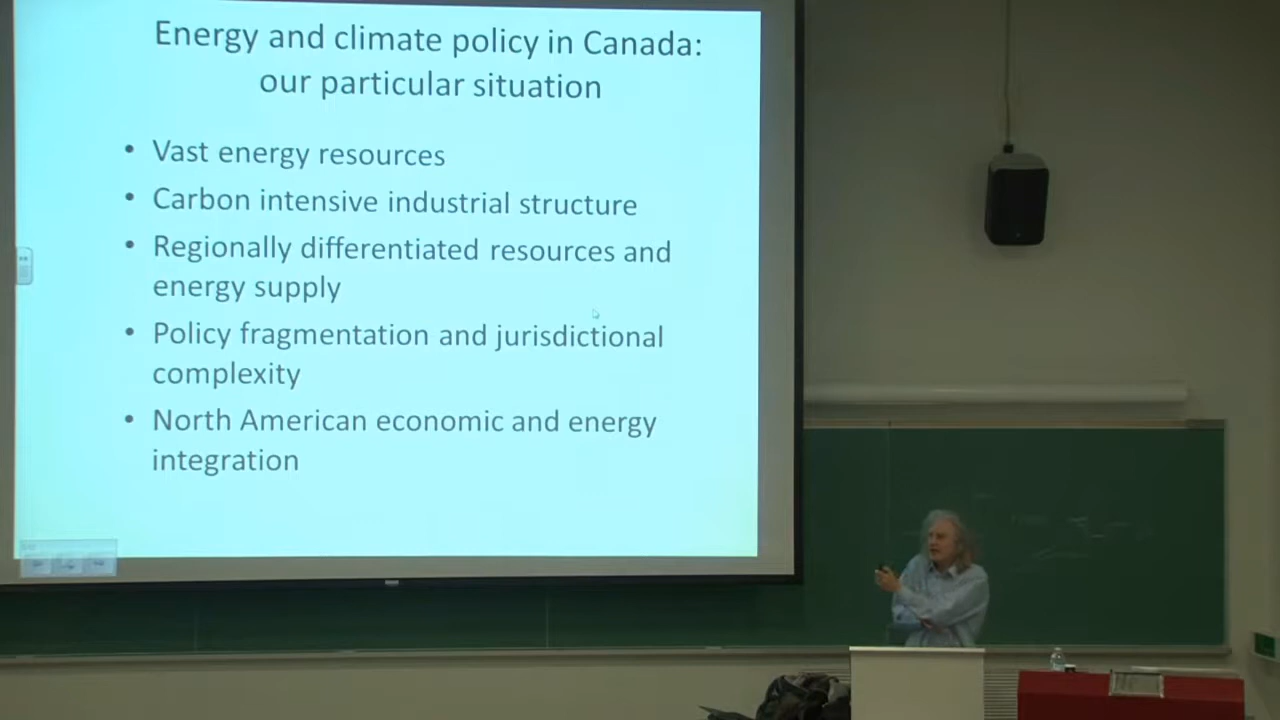 Energy and climate policy in Canada:
our particular situation
• Vast energy resources
• Carbon intensive industrial structure
• Regionally differentiated resources and
energy supply
• Policy fragmentation and jurisdictional
complexity
• North American economic and energy
integration